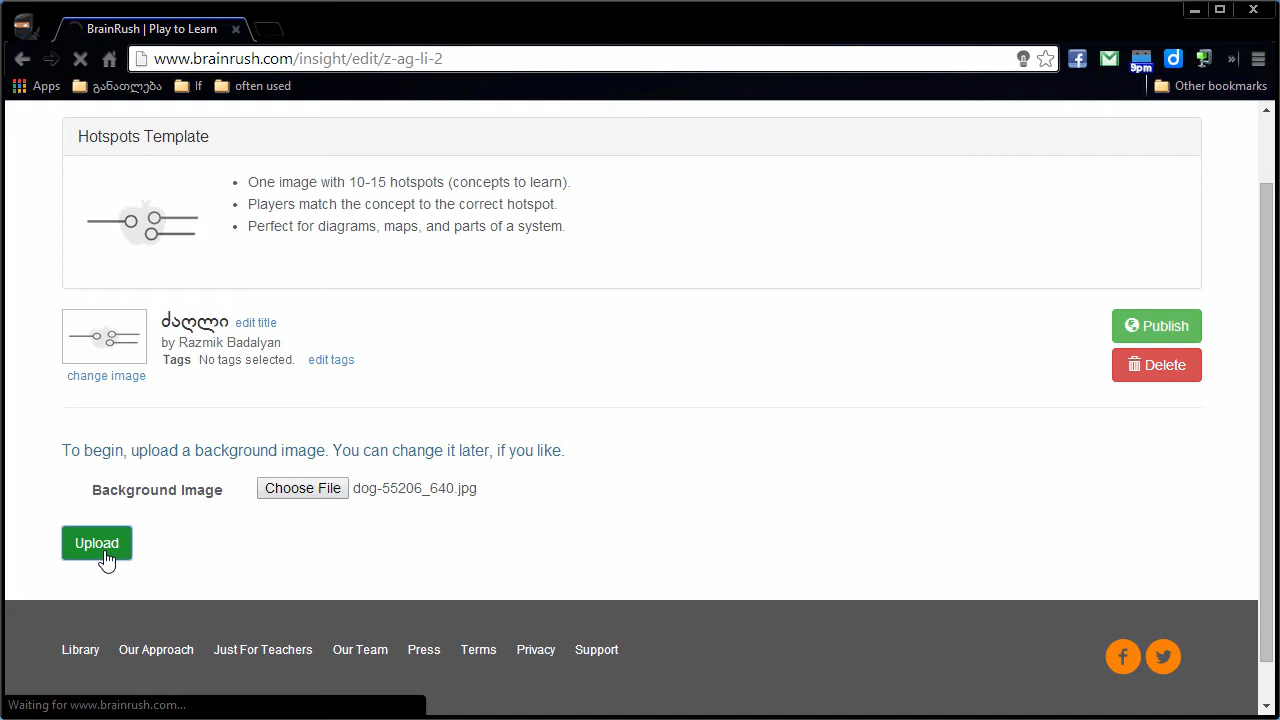 BrainRush | Play to Learn
www.brainrush.com/insight/edit/z-ag-li-2
9pm
Apps განათლება lf often used Other bookmarks
Hotspots Template
One image with 10-15 hotspots (concepts to learn).
Players match the concept to the correct hotspot.
Perfect for diagrams, maps, and parts of a system.
ძაღლი edit title
by Razmik Badalyan
Tags No tags selected. edit tags
change image
Publish
Delete
To begin, upload a background image. You can change it later, if you like.
Background Image Choose File dog-55206_640.jpg
Upload
Library Our Approach Just For Teachers Our Team Press Terms Privacy Support
Waiting for www.brainrush.com...